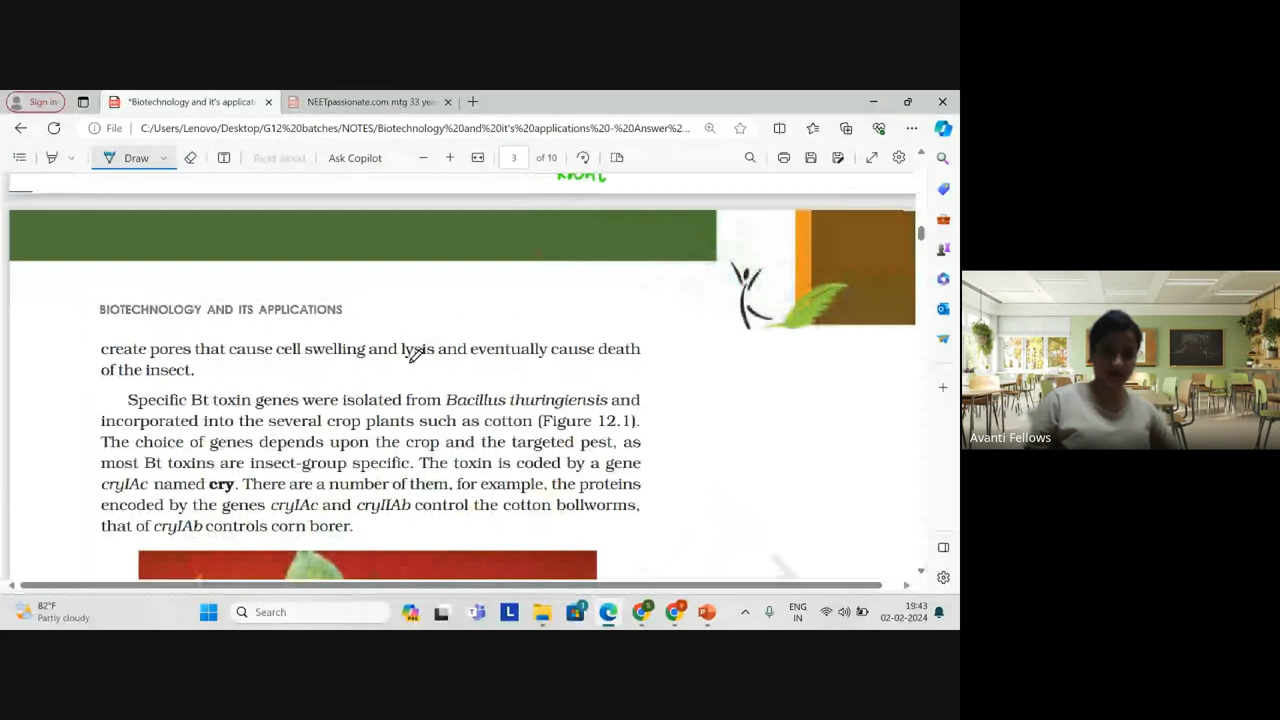 Sign in
*Biotechnology and it's applicati
NEETpassionate.com mtg 33 ye
File
C:/Users/Lenovo/Desktop/G12%20batches/NOTES/Biotechnology%20and%20it's%20applications%20-%20Answer%2...
Draw
Read aloud
Ask Copilot
3
of 10
BIOTECHNOLOGY AND ITS APPLICATIONS
create pores that cause cell swelling and lysis and eventually cause death
of the insect.
Specific Bt toxin genes were isolated from Bacillus thuringiensis and
incorporated into the several crop plants such as cotton (Figure 12.1).
The choice of genes depends upon the crop and the targeted pest, as
most Bt toxins are insect-group specific. The toxin is coded by a gene
cryIAc named cry. There are a number of them, for example, the proteins
encoded by the genes cryIAc and cryIIAb control the cotton bollworms,
that of cryIAb controls corn borer.
Avanti Fellows
82°F
Partly cloudy
Search
ENG
IN
19:43
02-02-2024